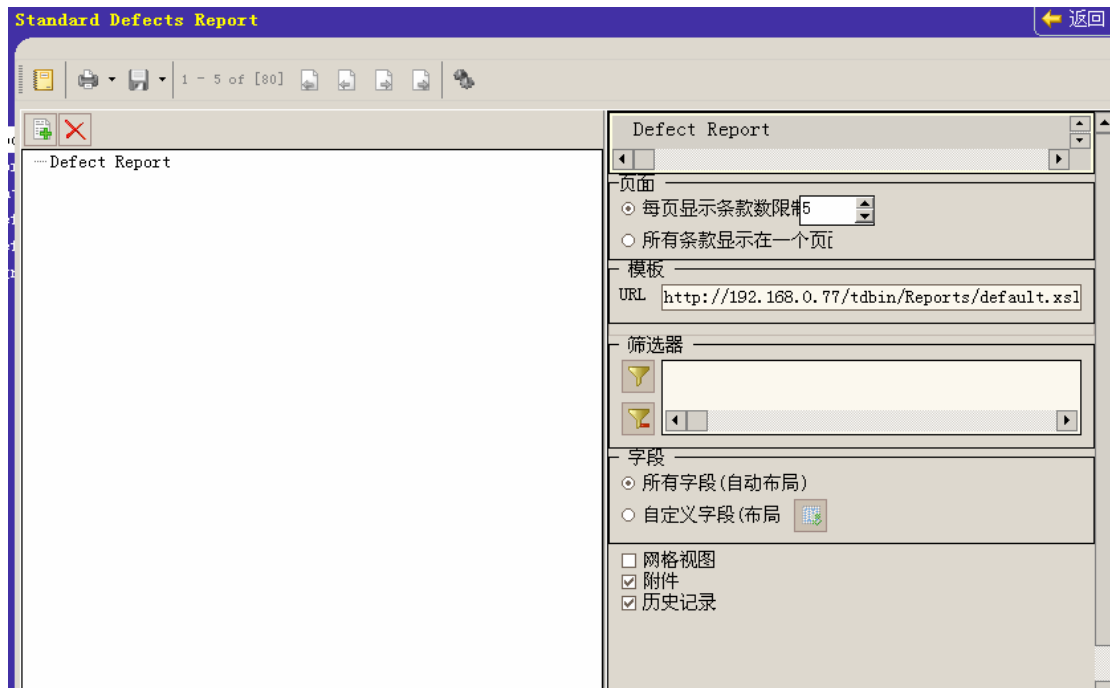 Standard Defects Report
返回
1 - 5 of [80]
Defect Report
Defect Report
页面
每页显示条款数限制5
所有条款显示在一个页
模板
URL http://192.168.0.77/tdbin/Reports/default.xsl
筛选器
字段
所有字段(自动布局)
自定义字段(布局
网格视图
附件
历史记录